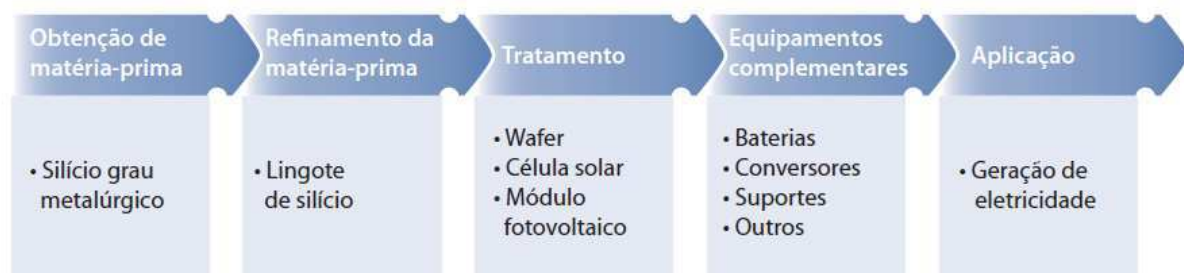 Obtenção de
matéria-prima
Refinamento da
matéria-prima
Tratamento
Equipamentos
complementares
Aplicação
• Silício grau
metalúrgico
• Lingote
de silício
• Wafer
• Célula solar
• Módulo
fotovoltaico
• Baterias
• Conversores
• Suportes
• Outros
• Geração de
eletricidade